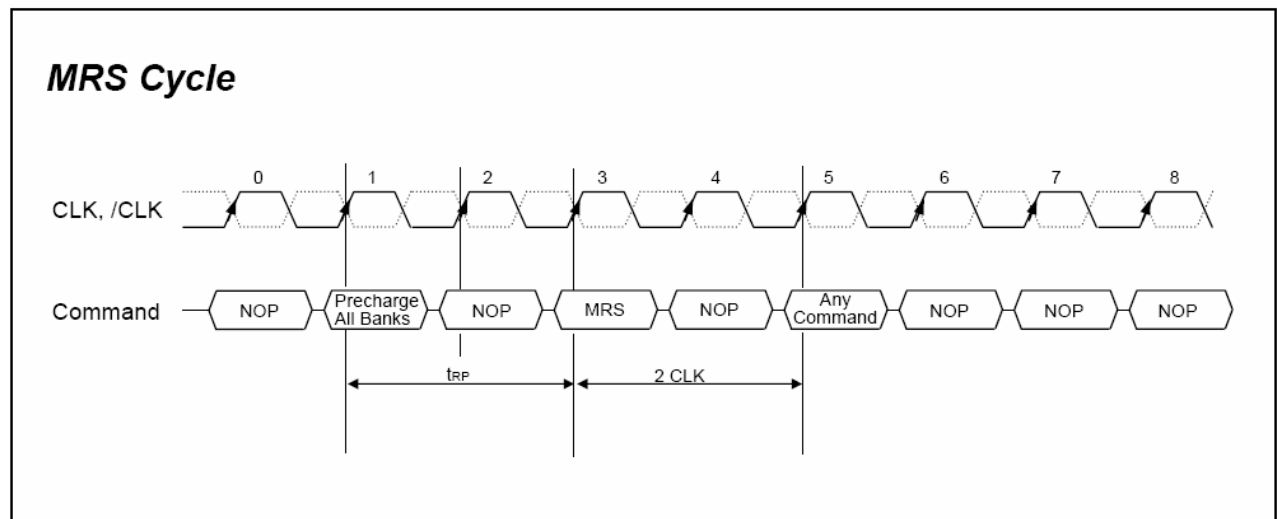 MRS Cycle
0 1 2 3 4 5 6 7 8
CLK, /CLK
Command NOP Precharge All Banks NOP MRS NOP Any Command NOP NOP NOP
tRP 2 CLK